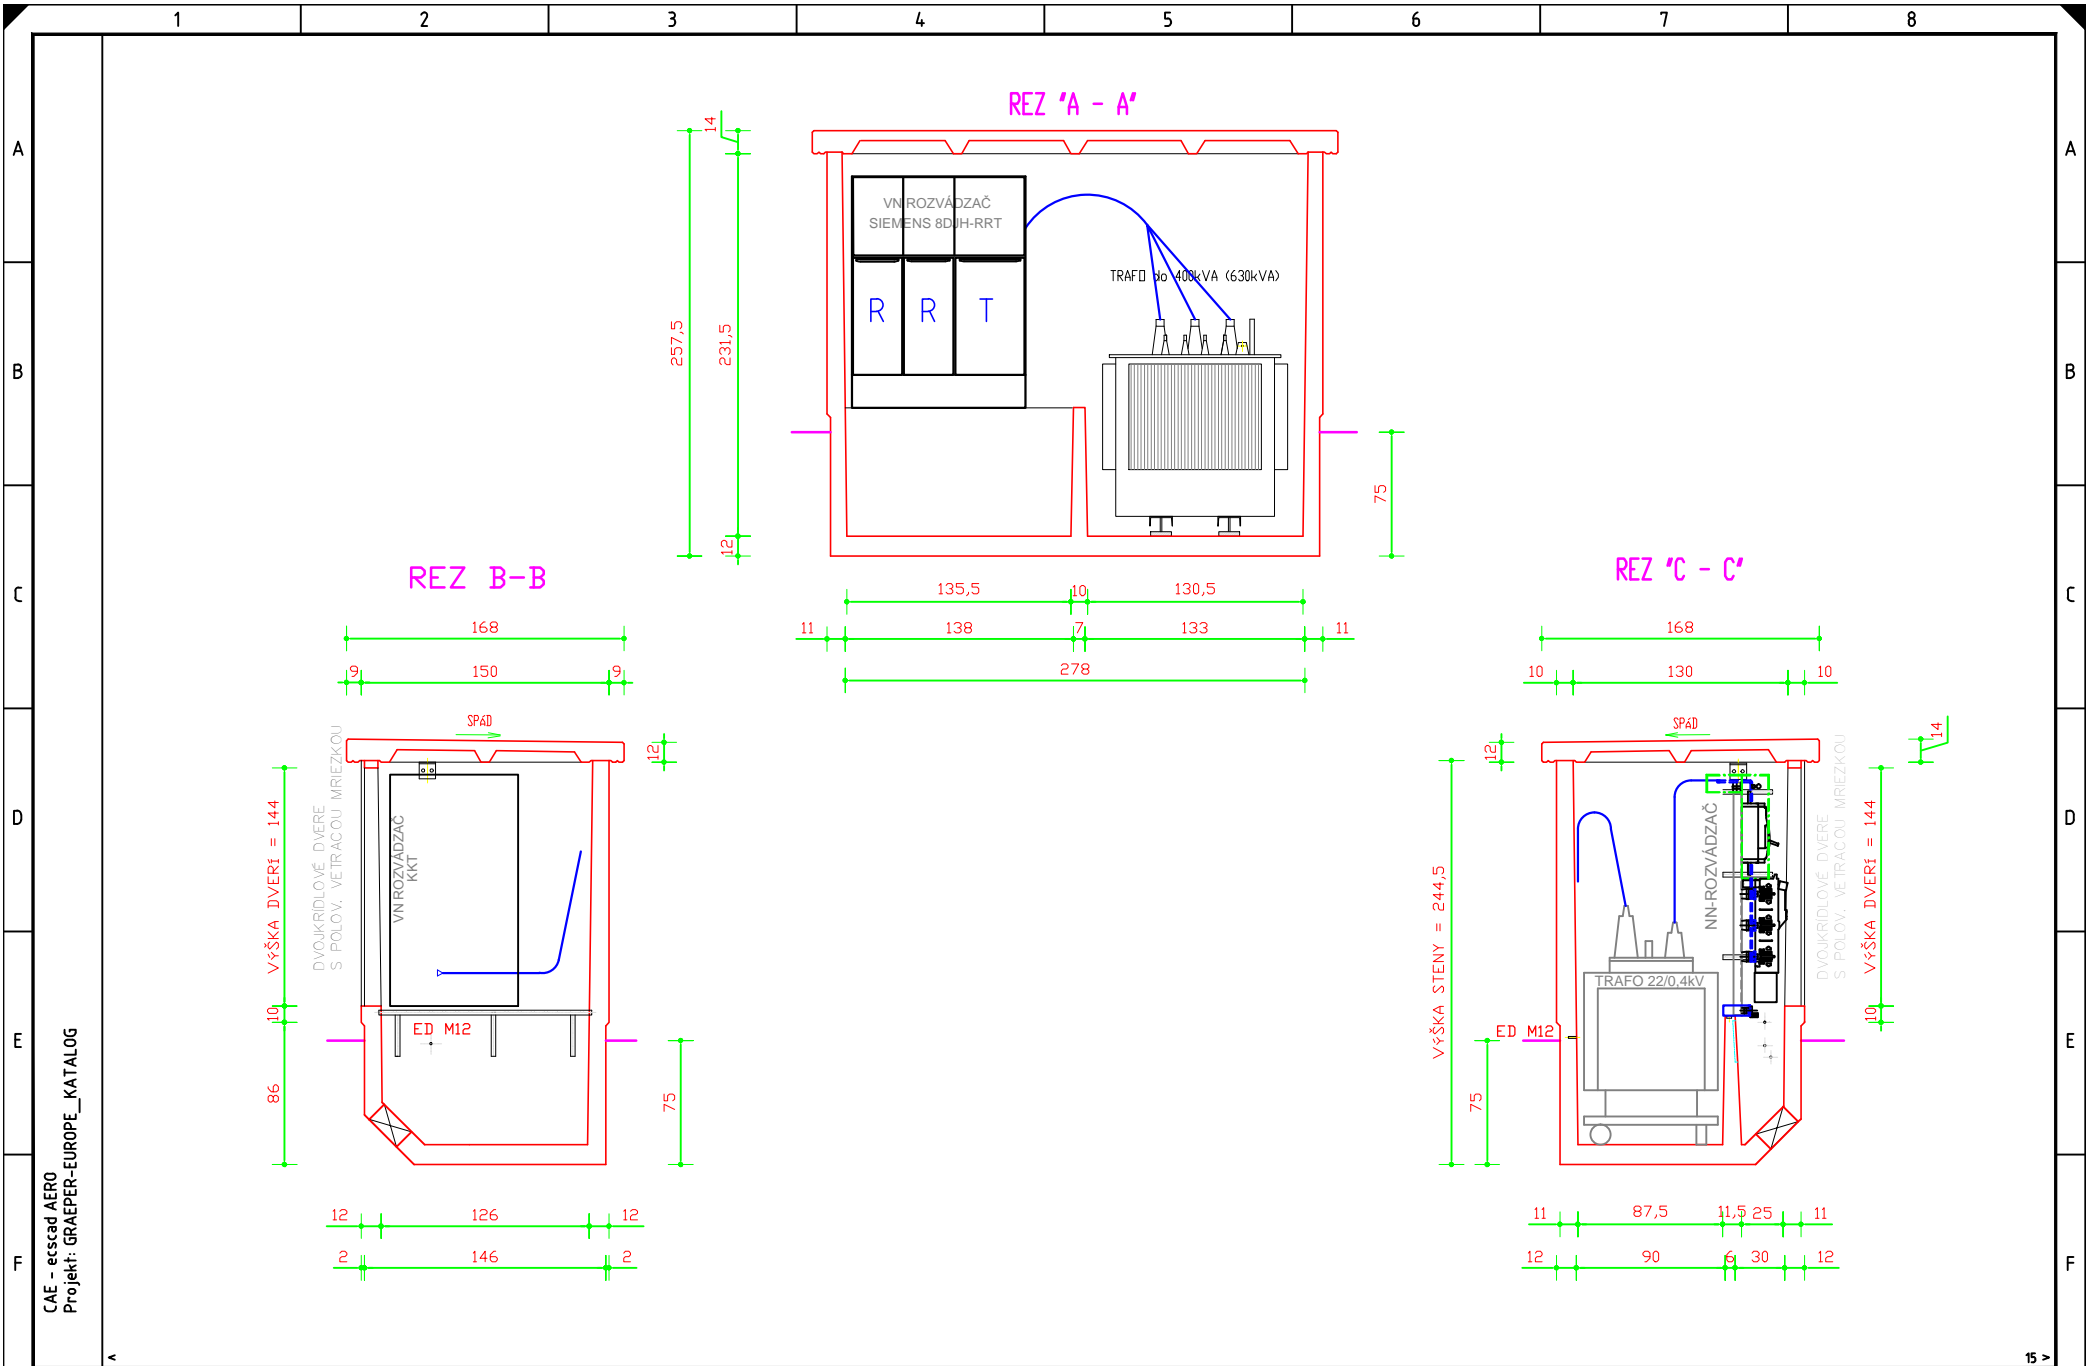 1 2 3 4 5 6 7 8
A A
B B
C C
D D
E E
F F
REZ "A - A"
14
257,5
231,5
12
VN ROZVÁDZAČ
SIEMENS 8DJH-RRT
R R T
TRAFO do 400kVA (630kVA)
75
135,5 10 130,5
11 138 7 133 11
278
REZ B-B
168
9 150 9
SPÁD
12
DVOJKRIDLOVÉ DVERE
S POLOV. VETRACOU MRIEZKOU
VÝŠKA DVERÍ = 144
10
86
VN ROZVÁDZAČ
KKT
ED M12
75
12 126 12
2 146 2
REZ "C - C"
168
10 130 10
SPÁD
12
14
VÝŠKA STENY = 244,5
NN-ROZVÁDZAČ
TRAFO 22/0,4kV
ED M12
75
DVOJKRIDLOVÉ DVERE
S POLOV. VETRACOU MRIEZKOU
VÝŠKA DVERÍ = 144
10
11 87,5 11,5 25 11
12 90 6 30 12
CAE - ecscad AERO
Projekt: GRAEPER-EUROPE_KATALOG
<
15 >